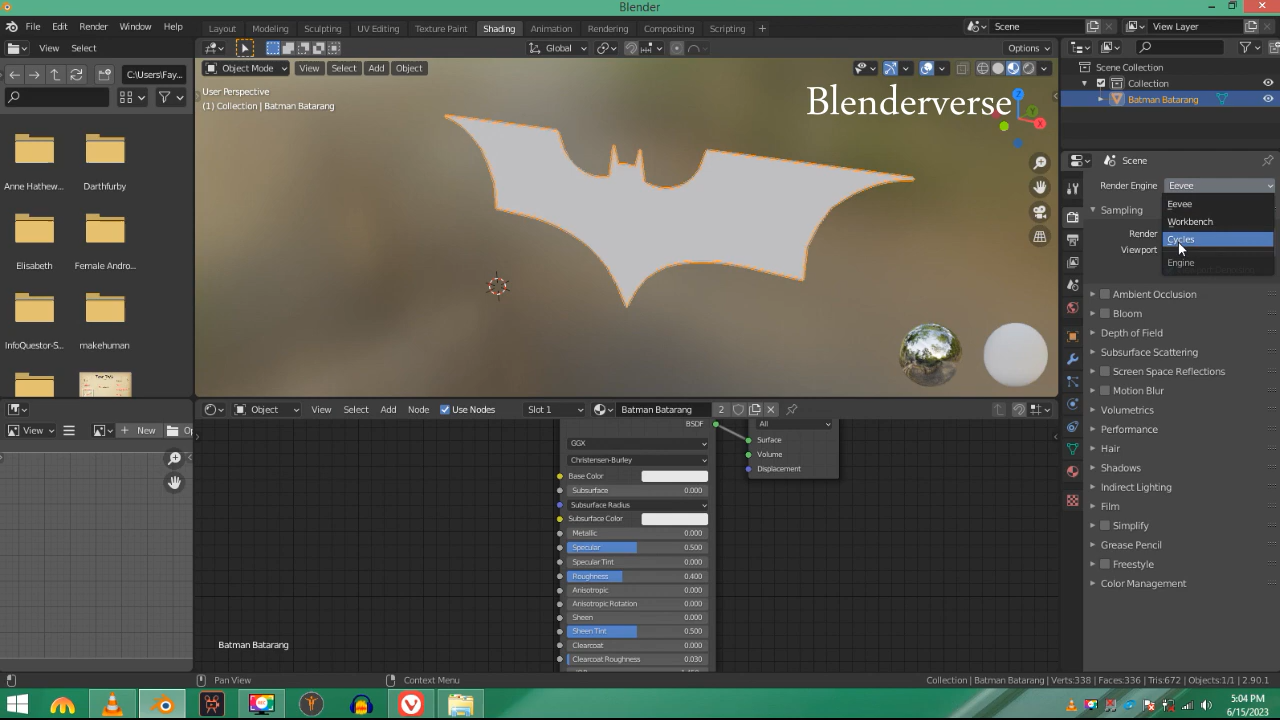 Blender
File Edit Render Window Help
Layout Modeling Sculpting UV Editing Texture Paint Shading Animation Rendering Compositing Scripting
Scene
View Layer
View Select
Global
Options
C:\Users\Fay...
Object Mode View Select Add Object
User Perspective
(1) Collection | Batman Batarang
Blenderverse
Z
Y
X
Anne Hathew...
Darthfurby
Elisabeth
Female Andro...
InfoQuestor-S...
makehuman
Scene Collection
Collection
Batman Batarang
Scene
Render Engine Eevee
Eevee
Workbench
Cycles
Engine
Sampling
Render
Viewport
Ambient Occlusion
Bloom
Depth of Field
Subsurface Scattering
Screen Space Reflections
Motion Blur
Volumetrics
Performance
Hair
Shadows
Indirect Lighting
Film
Simplify
Grease Pencil
Freestyle
Color Management
View
New
Op
Object View Select Add Node Use Nodes Slot 1 Batman Batarang 2
BSDF
GGX
Christensen-Burley
Base Color
Subsurface 0.000
Subsurface Radius
Subsurface Color
Metallic 0.000
Specular 0.500
Specular Tint 0.000
Roughness 0.400
Anisotropic 0.000
Anisotropic Rotation 0.000
Sheen 0.000
Sheen Tint 0.500
Clearcoat 0.000
Clearcoat Roughness 0.030
All
Surface
Volume
Displacement
Batman Batarang
Pan View
Context Menu
Collection | Batman Batarang | Verts:338 | Faces:336 | Tris:672 | Objects:1/1 | 2.90.1
5:04 PM
6/15/2023